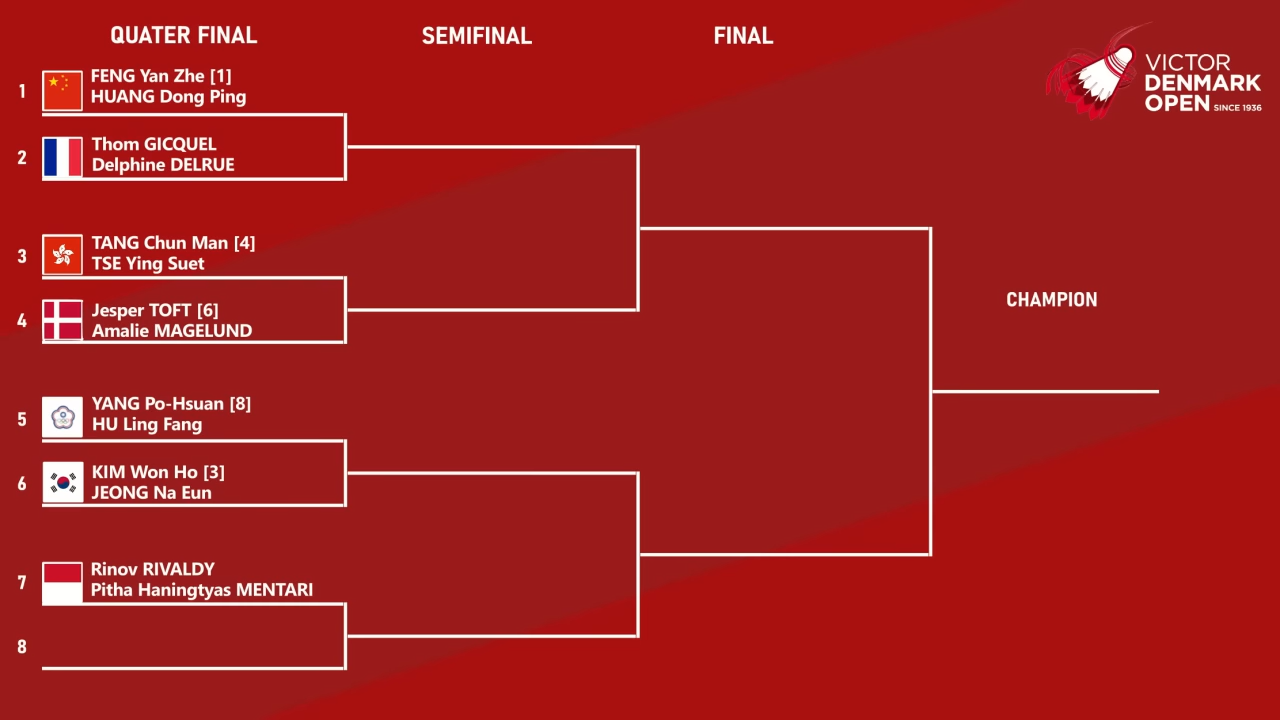 QUATER FINAL
SEMIFINAL
FINAL
VICTOR
DENMARK
OPEN SINCE 1936
1
FENG Yan Zhe [1]
HUANG Dong Ping
2
Thom GICQUEL
Delphine DELRUE
3
TANG Chun Man [4]
TSE Ying Suet
4
Jesper TOFT [6]
Amalie MAGELUND
CHAMPION
5
YANG Po-Hsuan [8]
HU Ling Fang
6
KIM Won Ho [3]
JEONG Na Eun
7
Rinov RIVALDY
Pitha Haningtyas MENTARI
8